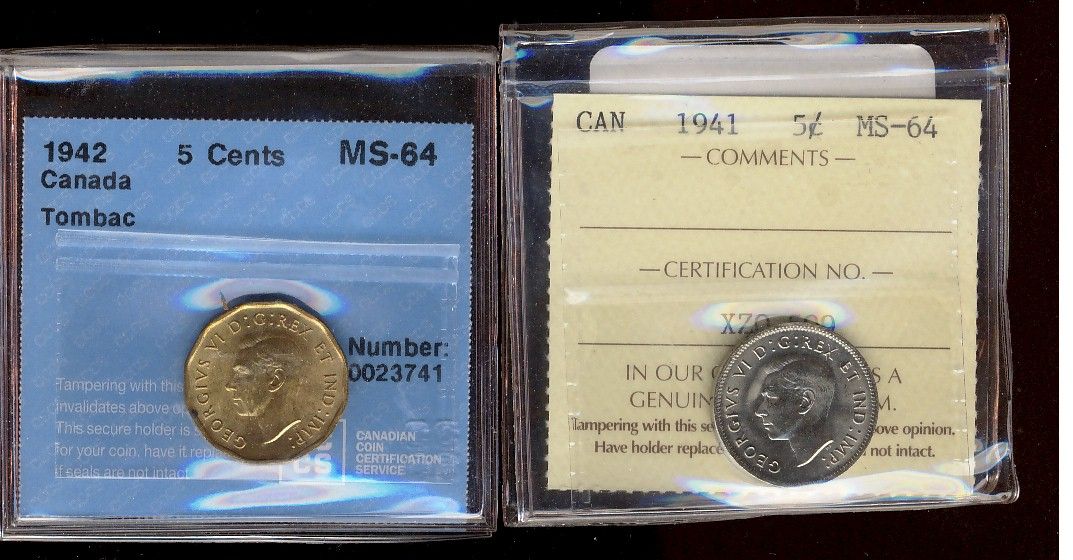 1942 5 Cents MS-64
Canada
Tombac
Number:
0023741
Tampering with this
invalidates above
This secure holder is
for your coin, have it
if seals are not intact
CANADIAN
COIN
CERTIFICATION
SERVICE
CS
GEORGIVS VI D:G:REX ET IND:IMP:
CAN 1941 5¢ MS-64
— COMMENTS —
— CERTIFICATION NO. —
IN OUR A
Tampering with this ove opinion.
Have holder replace not intact.
GEORGIVS VI D:G:REX ET IND:IMP: